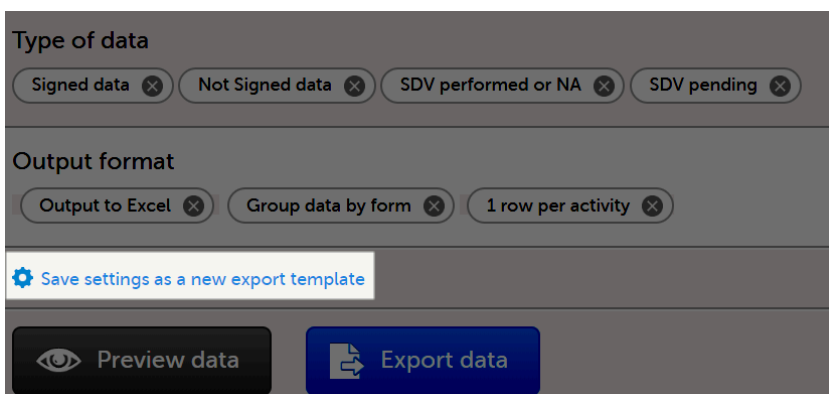 Type of data
Signed data Not Signed data SDV performed or NA SDV pending
Output format
Output to Excel Group data by form 1 row per activity
Save settings as a new export template
Preview data Export data